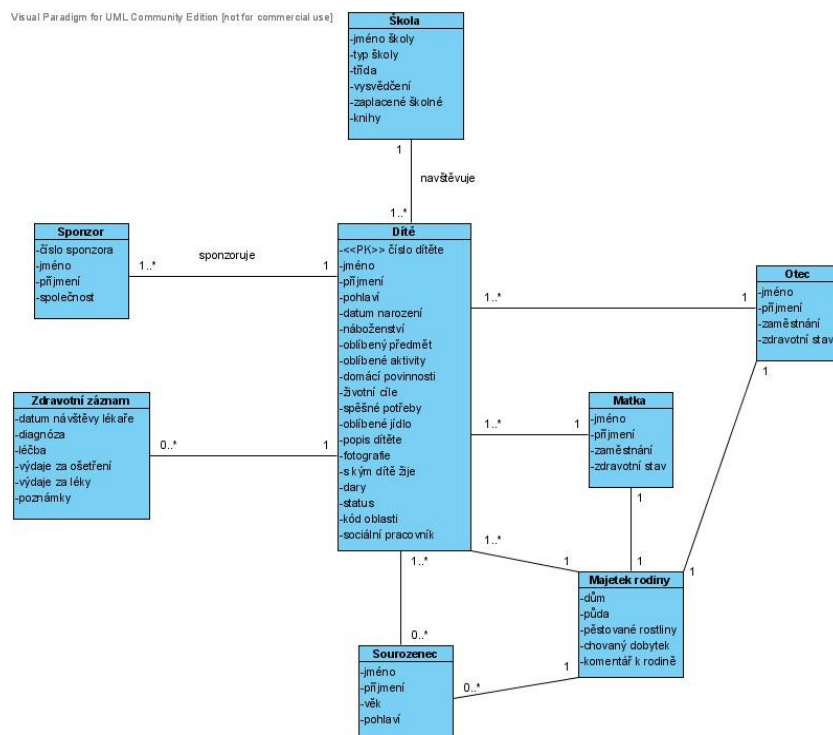 Visual Paradigm for UML Community Edition [not for commercial use]
Škola
-jméno školy
-typ školy
-třída
-vysvědčení
-zaplacené školné
-knihy
1
navštěvuje
1..*
Sponzor
-číslo sponzora
-jméno
-příjmení
-společnost
1..*
sponzoruje
1
Dítě
-<<PK>> číslo dítěte
-jméno
-příjmení
-pohlaví
-datum narození
-náboženství
-oblíbený předmět
-oblíbené aktivity
-domácí povinnosti
-životní cíle
-spěšné potřeby
-oblíbené jídlo
-popis dítěte
-fotografie
-s kým dítě žije
-dary
-status
-kód oblasti
-sociální pracovník
1..*
1
Otec
-jméno
-příjmení
-zaměstnání
-zdravotní stav
1
Zdravotní záznam
-datum návštěvy lékaře
-diagnóza
-léčba
-výdaje za ošetření
-výdaje za léky
-poznámky
0..*
1
1..*
1
Matka
-jméno
-příjmení
-zaměstnání
-zdravotní stav
1
1..*
1..*
1
1
1
Majetek rodiny
-dům
-půda
-pěstované rostliny
-chovaný dobytek
-komentář k rodině
0..*
Sourozenec
-jméno
-příjmení
-věk
-pohlaví
0..*
1